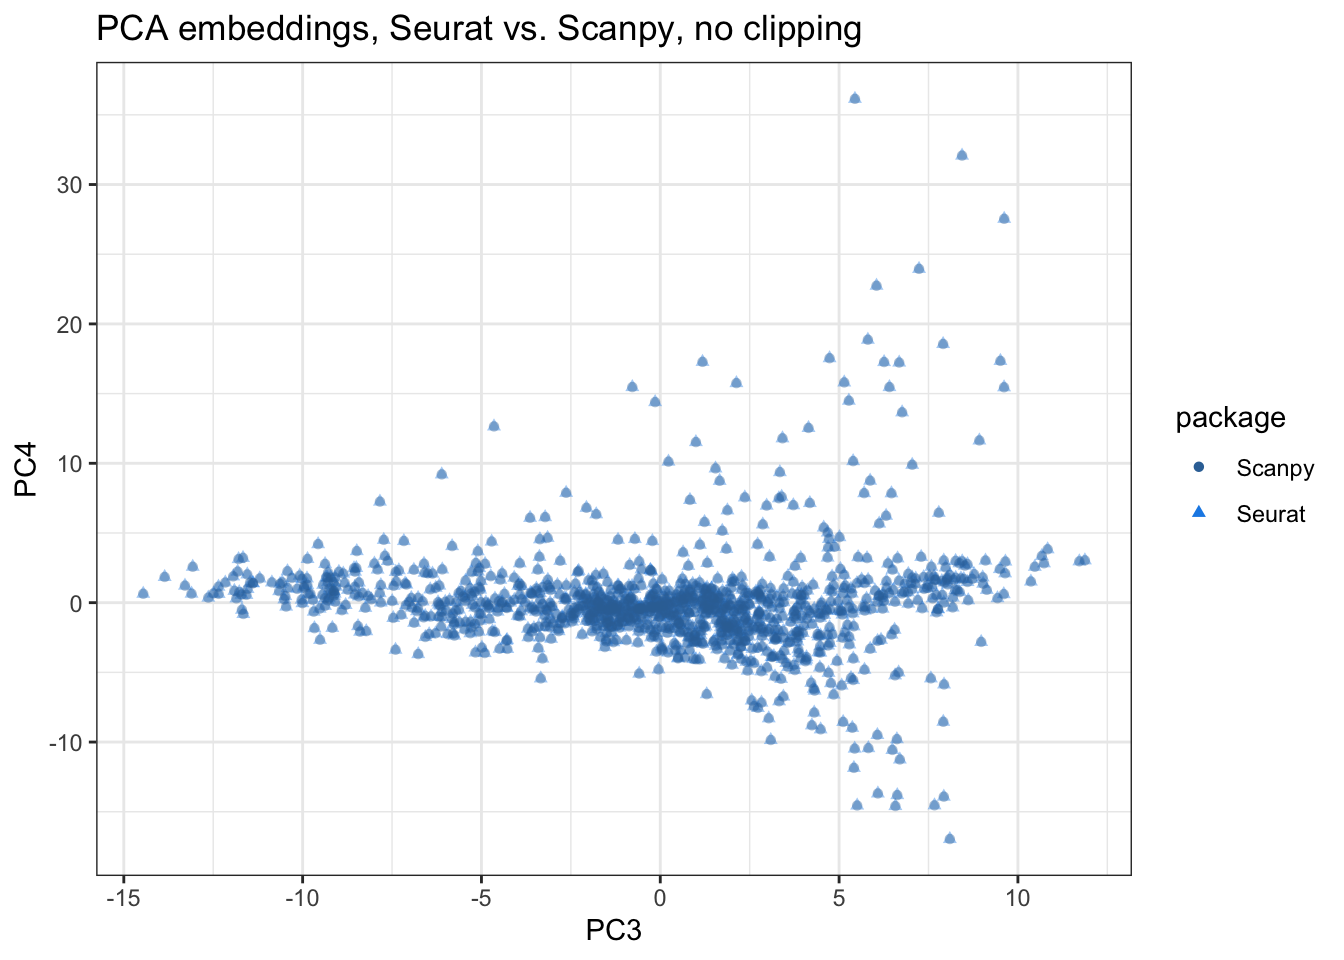 PCA embeddings, Seurat vs. Scanpy, no clipping
30
20
10
0
-10
PC4
-15
-10
-5
0
5
10
PC3
package
Scanpy
Seurat